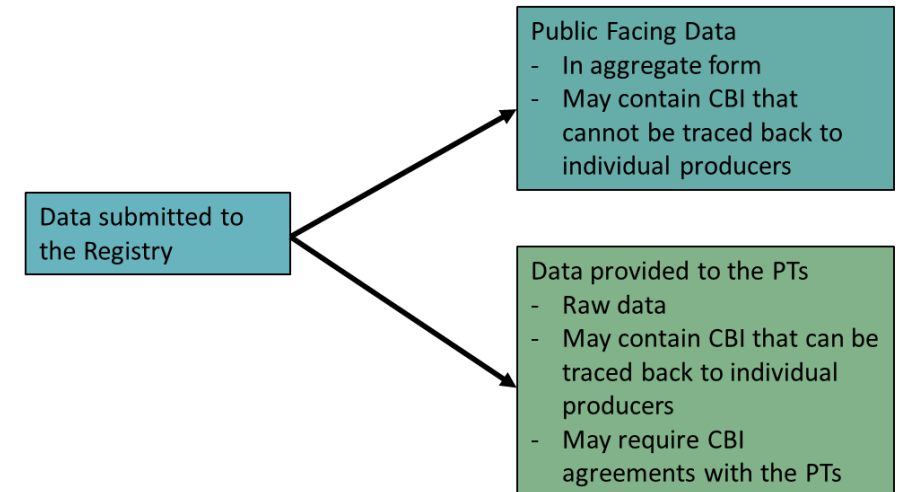 Public Facing Data
- In aggregate form
- May contain CBI that
cannot be traced back to
individual producers
Data submitted to
the Registry
Data provided to the PTs
- Raw data
- May contain CBI that can be
traced back to individual
producers
- May require CBI
agreements with the PTs